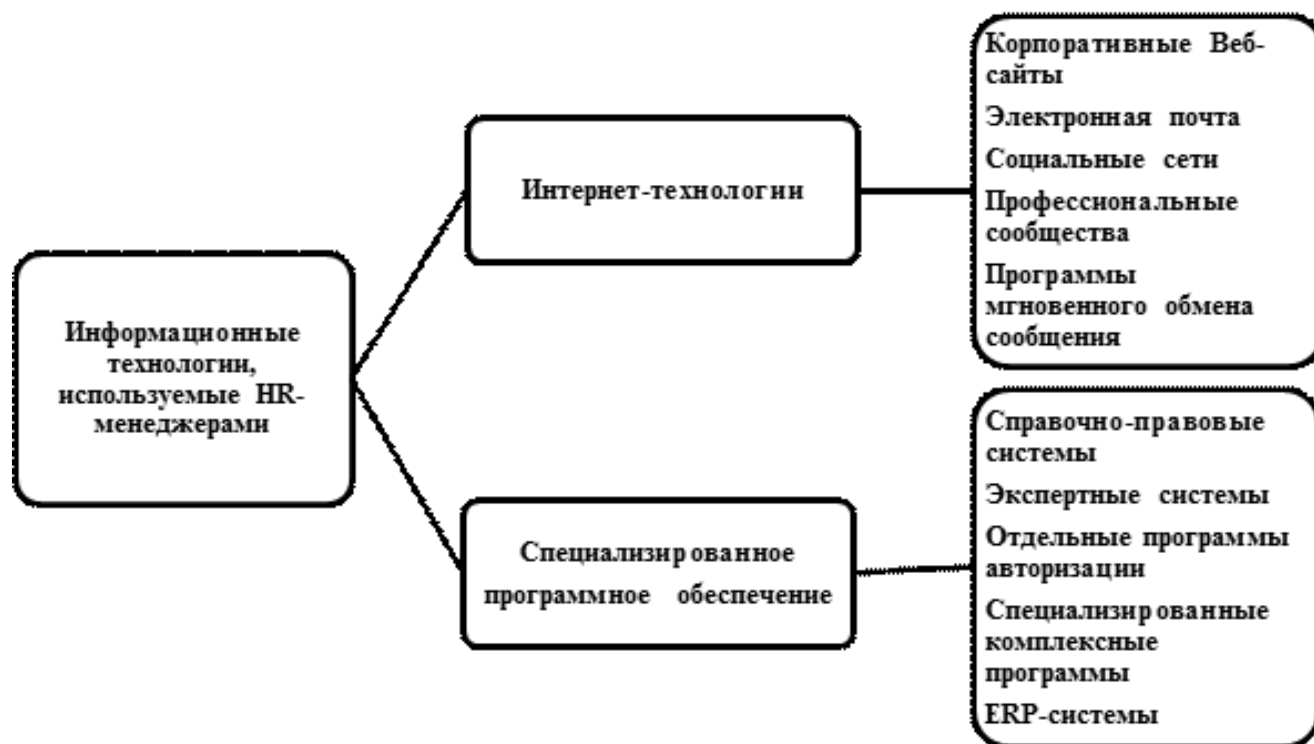 Информационные
технологии,
используемые HR-
менеджерами
Интернет-технологии
Корпоративные Веб-
сайты
Электронная почта
Социальные сети
Профессиональные
сообщества
Программы
мгновенного обмена
сообщения
Специализированное
программное обеспечение
Справочно-правовые
системы
Экспертные системы
Отдельные программы
авторизации
Специализированные
комплексные
программы
ERP-системы